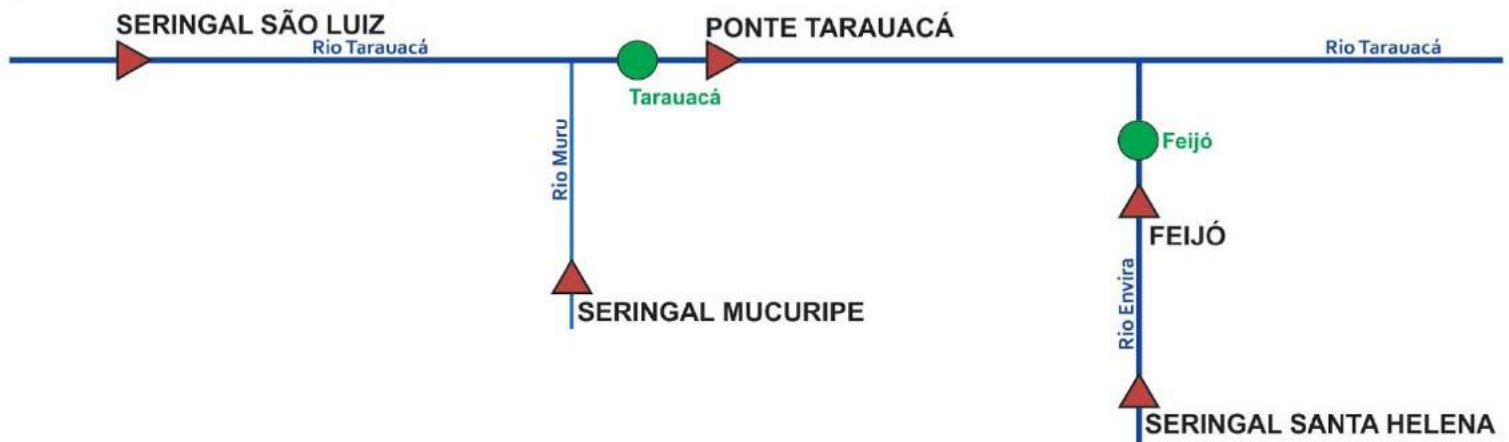 SERINGAL SÃO LUIZ
Rio Tarauacá
PONTE TARAUACÁ
Rio Tarauacá
Tarauacá
Rio Muru
Feijó
FEIJÓ
Rio Envira
SERINGAL MUCURIPE
SERINGAL SANTA HELENA